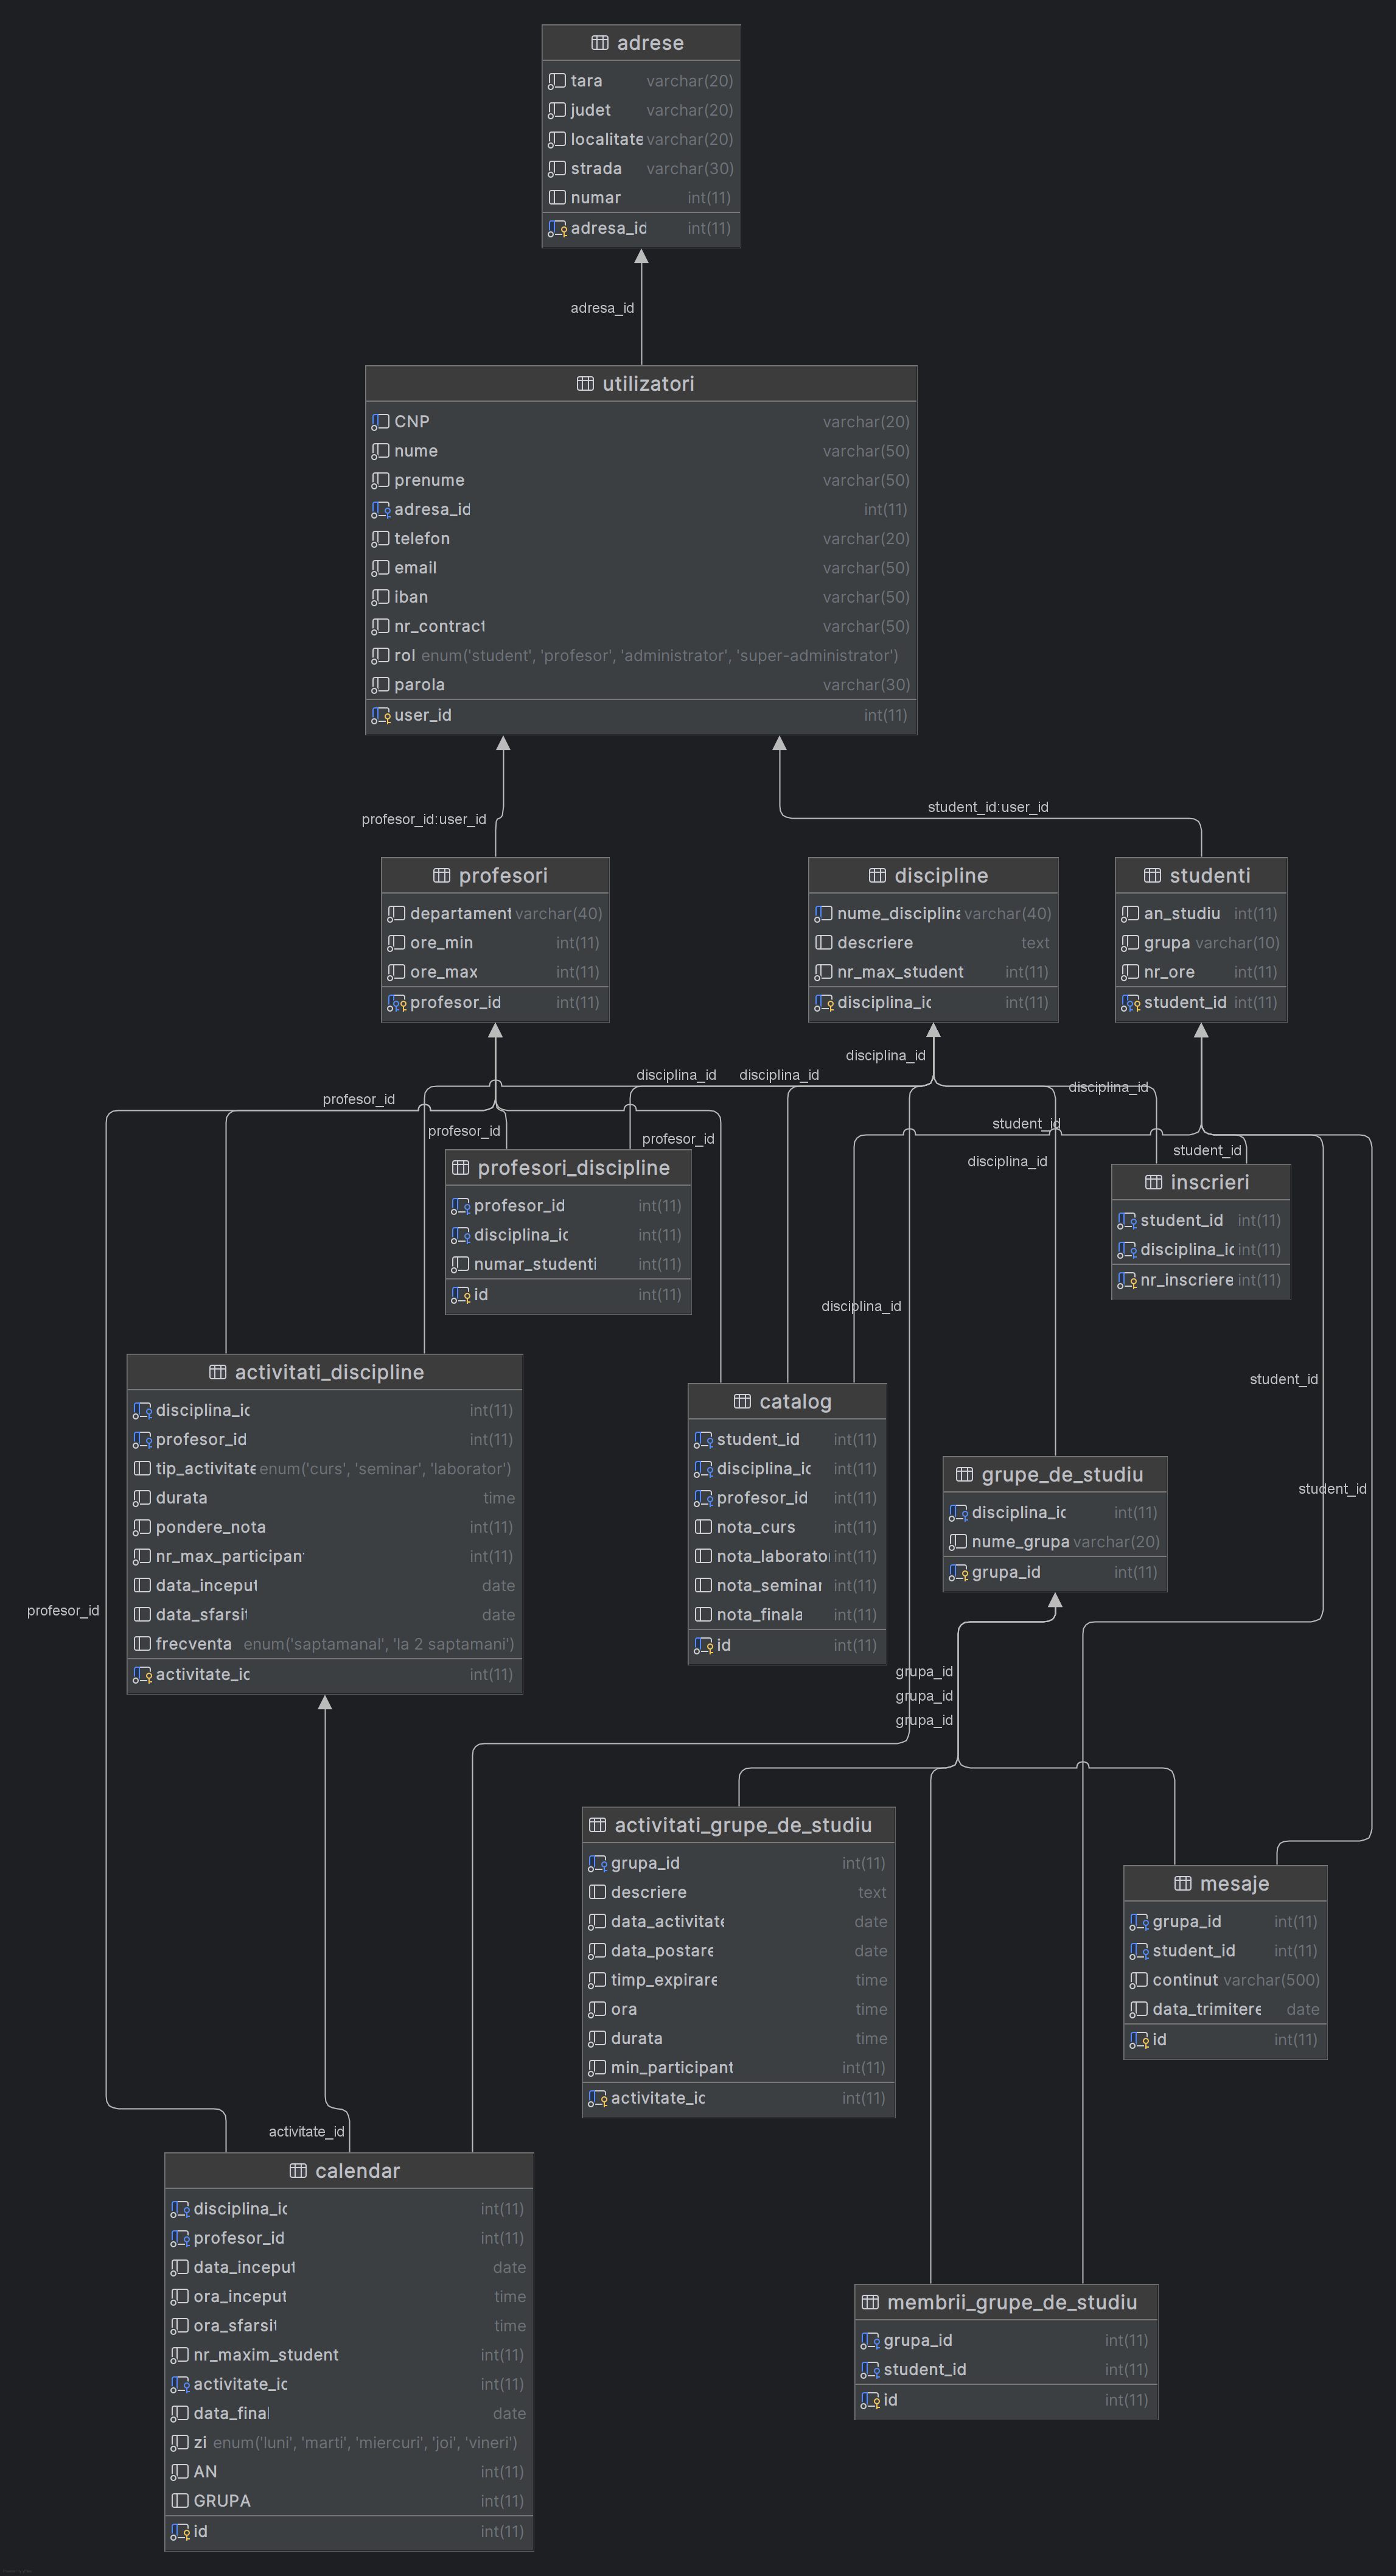 adrese
tara varchar(20)
judet varchar(20)
localitate varchar(20)
strada varchar(30)
numar int(11)
adresa_id int(11)
adresa_id
utilizatori
CNP varchar(20)
nume varchar(50)
prenume varchar(50)
adresa_id int(11)
telefon varchar(20)
email varchar(50)
iban varchar(50)
nr_contract varchar(50)
rol enum('student', 'profesor', 'administrator', 'super-administrator')
parola varchar(30)
user_id int(11)
profesor_id:user_id
student_id:user_id
profesori
departament varchar(40)
ore_min int(11)
ore_max int(11)
profesor_id int(11)
discipline
nume_disciplina varchar(40)
descriere text
nr_max_student int(11)
disciplina_id int(11)
studenti
an_studiu int(11)
grupa varchar(10)
nr_ore int(11)
student_id int(11)
disciplina_id
disciplina_id
disciplina_id
disciplina_id
profesor_id
profesor_id
profesor_id
student_id
student_id
disciplina_id
profesori_discipline
profesor_id int(11)
disciplina_id int(11)
numar_studenti int(11)
id int(11)
inscrieri
student_id int(11)
disciplina_id int(11)
nr_inscriere int(11)
disciplina_id
student_id
student_id
activitati_discipline
disciplina_id int(11)
profesor_id int(11)
tip_activitate enum('curs', 'seminar', 'laborator')
durata time
pondere_nota int(11)
nr_max_participan int(11)
data_inceput date
data_sfarsit date
frecventa enum('saptamanal', 'la 2 saptamani')
activitate_id int(11)
catalog
student_id int(11)
disciplina_id int(11)
profesor_id int(11)
nota_curs int(11)
nota_laborato int(11)
nota_seminar int(11)
nota_finala int(11)
id int(11)
grupe_de_studiu
disciplina_id int(11)
nume_grupa varchar(20)
grupa_id int(11)
profesor_id
grupa_id
grupa_id
grupa_id
activitati_grupe_de_studiu
grupa_id int(11)
descriere text
data_activitate date
data_postare date
timp_expirare time
ora time
durata time
min_participant int(11)
activitate_id int(11)
mesaje
grupa_id int(11)
student_id int(11)
continut varchar(500)
data_trimitere date
id int(11)
activitate_id
calendar
disciplina_id int(11)
profesor_id int(11)
data_inceput date
ora_inceput time
ora_sfarsit time
nr_maxim_student int(11)
activitate_id int(11)
data_final date
zi enum('luni', 'marti', 'miercuri', 'joi', 'vineri')
AN int(11)
GRUPA int(11)
id int(11)
membrii_grupe_de_studiu
grupa_id int(11)
student_id int(11)
id int(11)